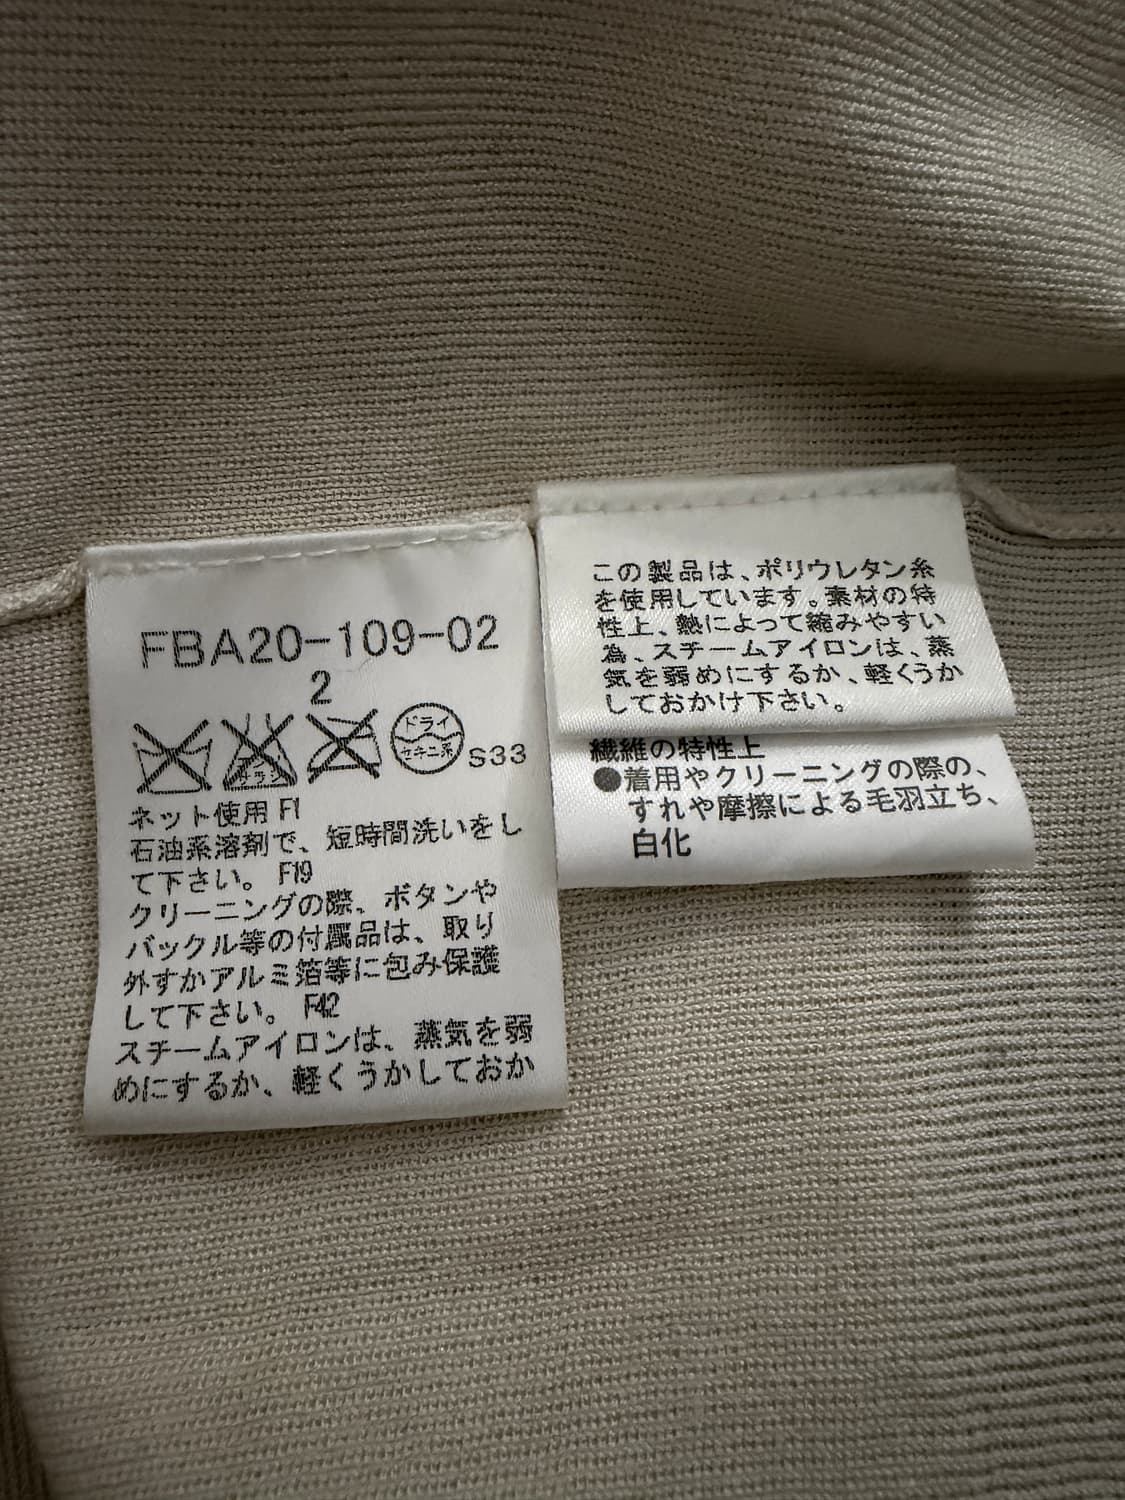 FBA20-109-02
2
サラシ
ドライ
セキユ系
S33
ネット使用 F1
石油系溶剤で、短時間洗いをし
て下さい。 F19
クリーニングの際、ボタンや
バックル等の付属品は、取り
外すかアルミ箔等に包み保護
して下さい。 F42
スチームアイロンは、蒸気を弱
めにするか、軽くうかしておか
この製品は、ポリウレタン糸
を使用しています。素材の特
性上、熱によって縮みやすい
為、スチームアイロンは、蒸
気を弱めにするか、軽くうか
しておかけ下さい。
繊維の特性上
●着用やクリーニングの際の、
すれや摩擦による毛羽立ち、
白化